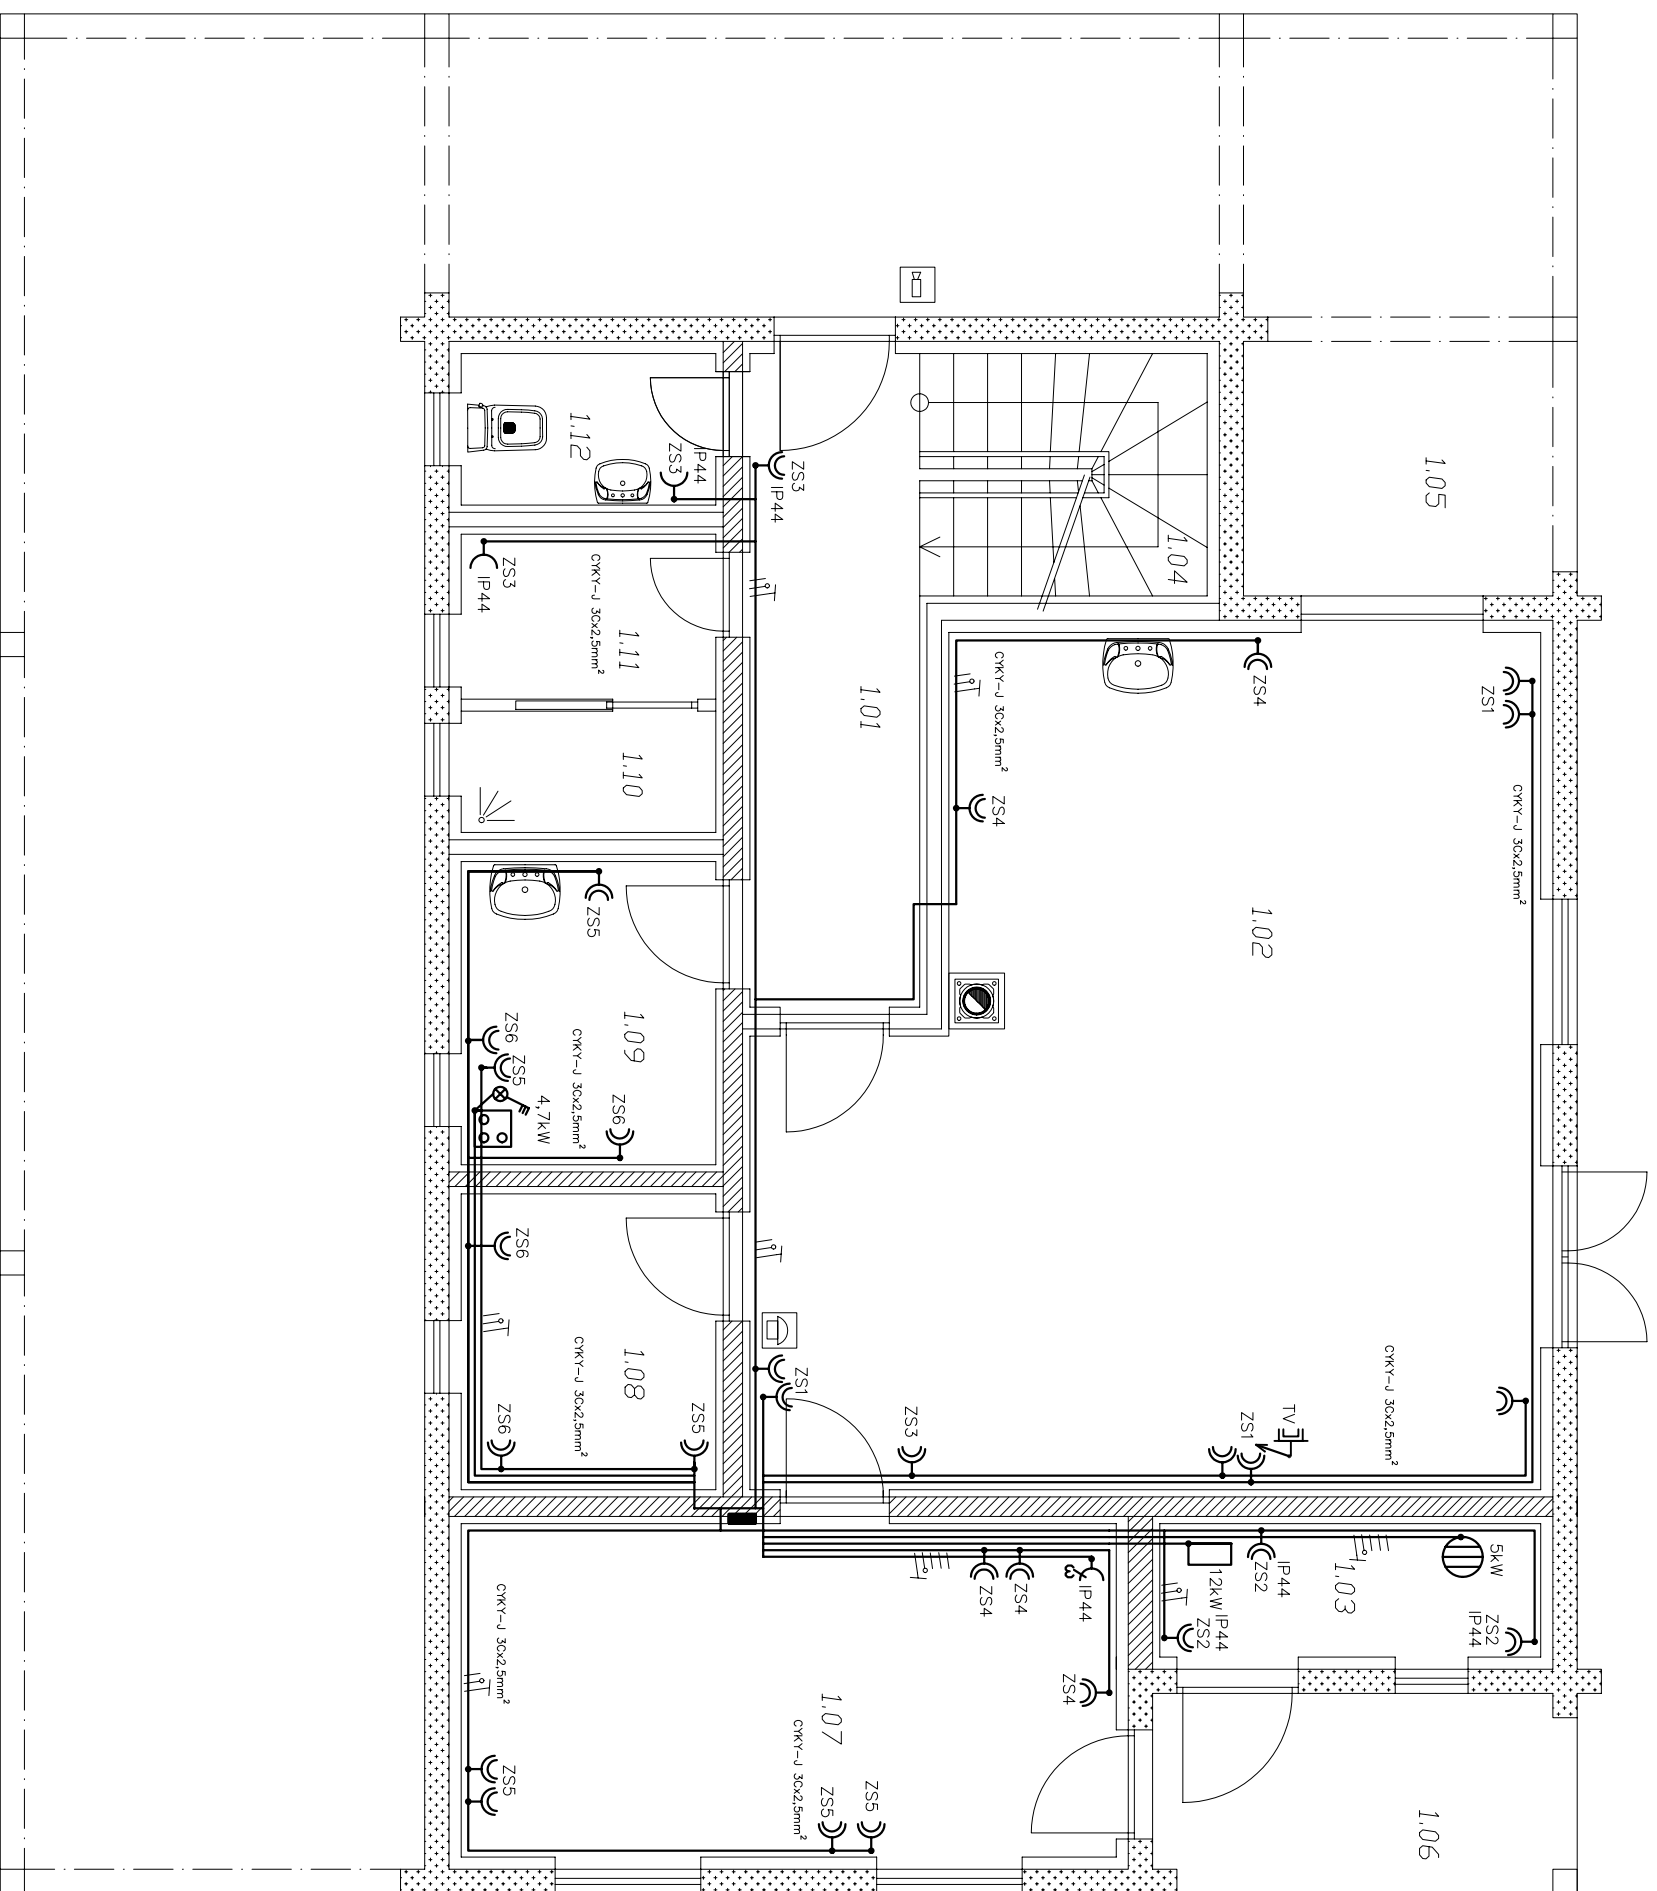 1.05
1.04
ZS3
IP44
1.12
IP44
ZS3
ZS3
IP44
CYKY-J 3Cx2,5mm²
1.11
1.10
1.01
ZS4
CYKY-J 3Cx2,5mm²
ZS4
ZS1
CYKY-J 3Cx2,5mm²
1.02
ZS5
1.09
CYKY-J 3Cx2,5mm²
ZS6
ZS5
4,7kW
ZS6
ZS6
1.08
CYKY-J 3Cx2,5mm²
ZS6
ZS5
ZS1
ZS3
ZS1
TV
CYKY-J 3Cx2,5mm²
5kW
1.03
IP44
ZS2
12kW
IP44
ZS2
ZS2
IP44
IP44
ZS4
ZS4
ZS4
CYKY-J 3Cx2,5mm²
1.07
CYKY-J 3Cx2,5mm²
ZS5
ZS5
ZS5
1.06